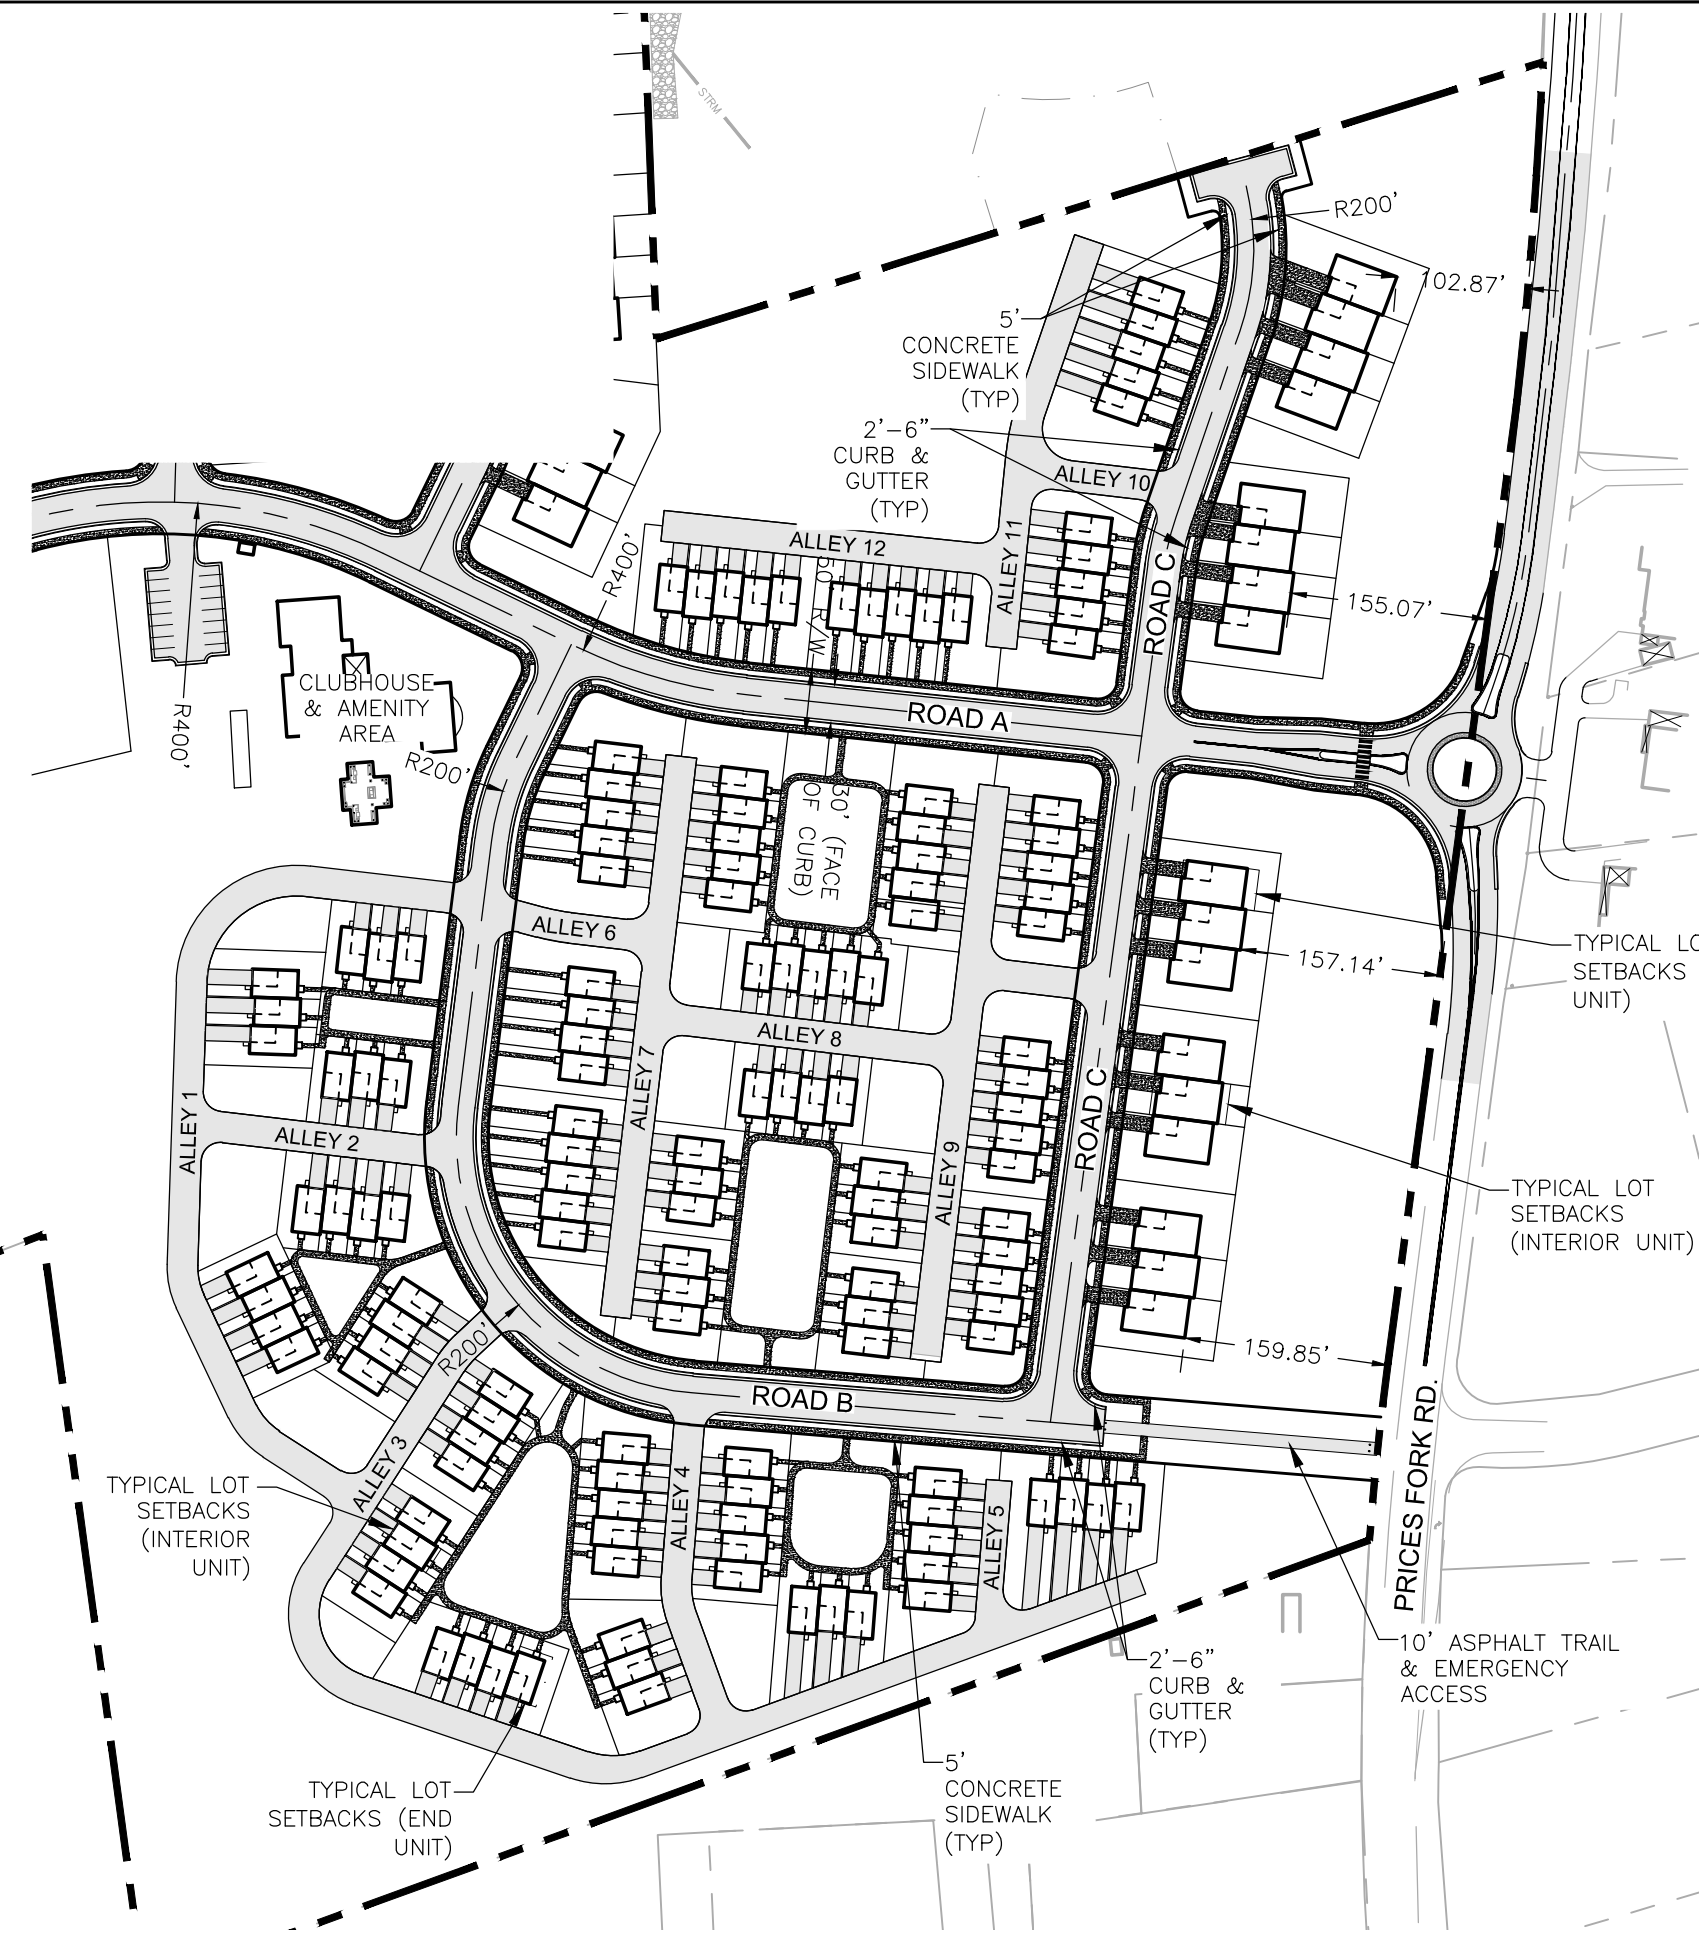 STRM
R200'
102.87'
5'
CONCRETE
SIDEWALK
(TYP)
2'-6"
CURB &
GUTTER
(TYP)
ALLEY 10
ALLEY 12
ALLEY 11
R400'
50' R/W
ROAD C
155.07'
CLUBHOUSE
& AMENITY
AREA
R400'
R200'
ROAD A
30' (FACE
OF CURB)
ALLEY 6
TYPICAL LO
SETBACKS
UNIT)
157.14'
ALLEY 8
ALLEY 7
ALLEY 1
ALLEY 2
ALLEY 9
ROAD C
TYPICAL LOT
SETBACKS
(INTERIOR UNIT)
R200'
159.85'
ROAD B
PRICES FORK RD.
ALLEY 3
ALLEY 4
ALLEY 5
TYPICAL LOT
SETBACKS
(INTERIOR
UNIT)
10' ASPHALT TRAIL
& EMERGENCY
ACCESS
2'-6"
CURB &
GUTTER
(TYP)
5'
CONCRETE
SIDEWALK
(TYP)
TYPICAL LOT
SETBACKS (END
UNIT)